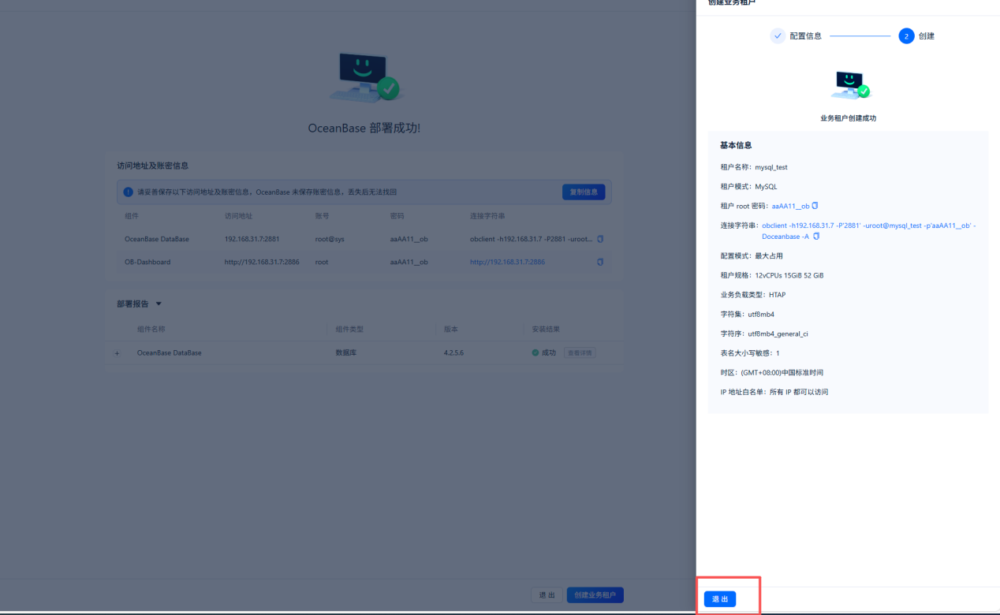 创建业务租户
配置信息
2 创建
业务租户创建成功
基本信息
租户名称：mysql_test
租户模式：MySQL
租户 root 密码：aaAA11__ob
连接字符串：obclient -h192.168.31.7 -P'2881' -uroot@mysql_test -p'aaAA11__ob' -
Doceanbase -A
配置模式：最大占用
租户规格：12vCPUs 15GiB 52 GiB
业务负载类型：HTAP
字符集：utf8mb4
字符序：utf8mb4_general_ci
表名大小写敏感：1
时区：(GMT+08:00)中国标准时间
IP 地址白名单：所有 IP 都可以访问
退 出
OceanBase 部署成功!
访问地址及账密信息
请妥善保存以下访问地址及账密信息，OceanBase 未保存账密信息，丢失后无法找回 复制信息
组件 访问地址 账号 密码 连接字符串
OceanBase DataBase 192.168.31.7:2881 root@sys aaAA11__ob obclient -h192.168.31.7 -P2881 -uroot...
OB-Dashboard http://192.168.31.7:2886 root aaAA11__ob http://192.168.31.7:2886
部署报告
组件名称 组件类型 版本 安装结果
OceanBase DataBase 数据库 4.2.5.6 成功 查看详情
退 出 创建业务租户